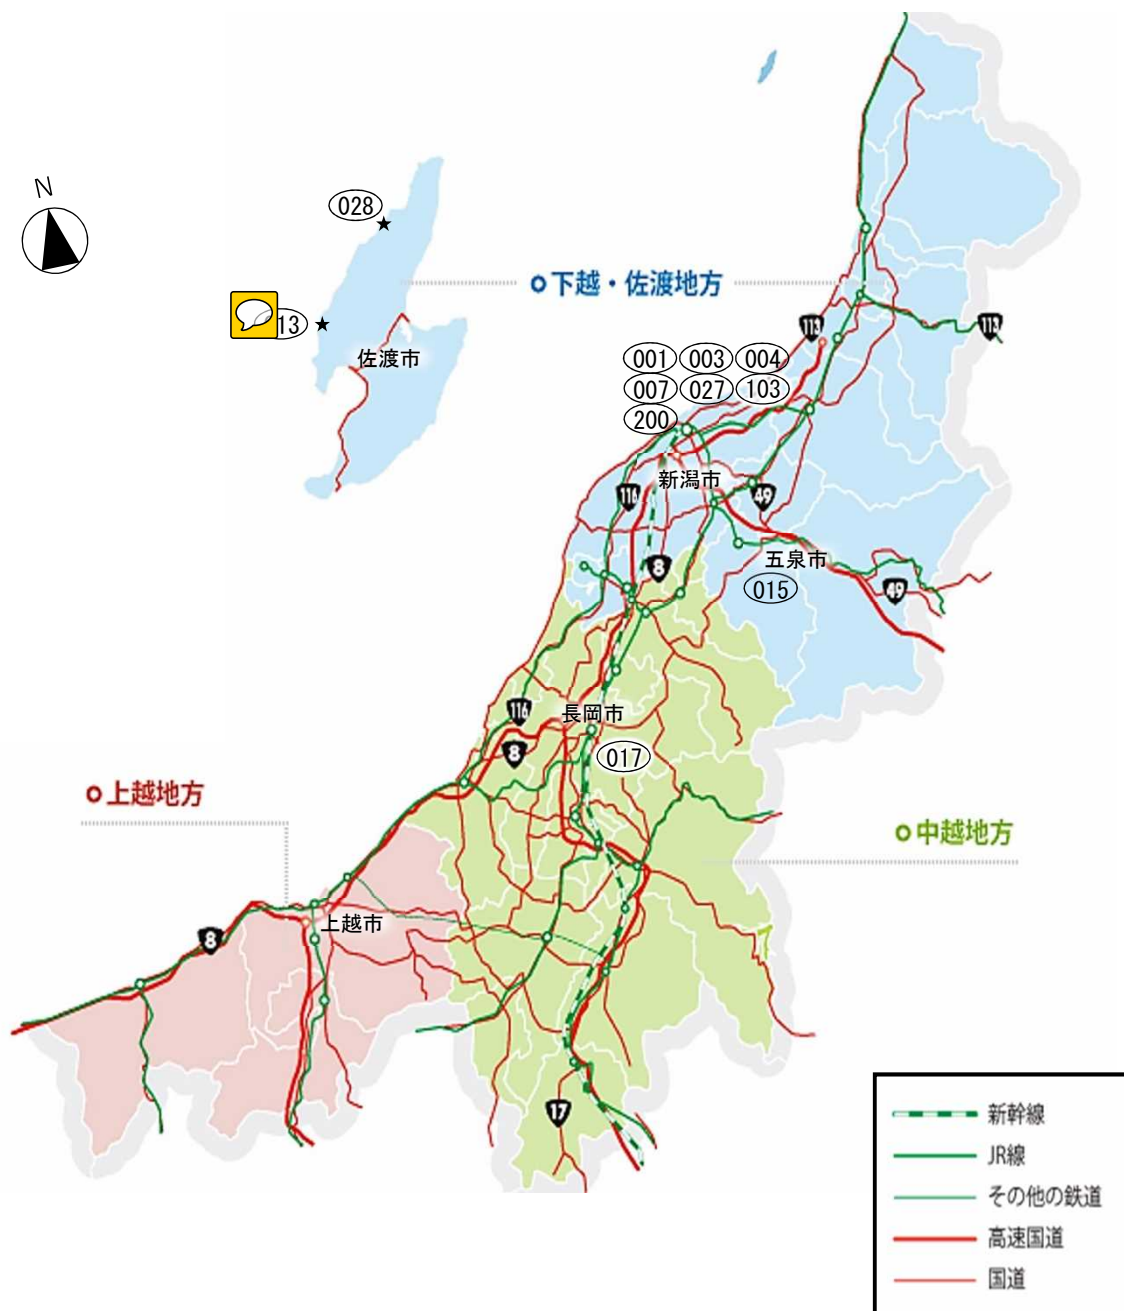 N
028
下越・佐渡地方
13
佐渡市
113
113
001 003 004
007 027 103
200
新潟市
116
49
8
五泉市
015
49
116
長岡市
8
017
上越地方
中越地方
上越市
8
17
新幹線
JR線
その他の鉄道
高速国道
国道